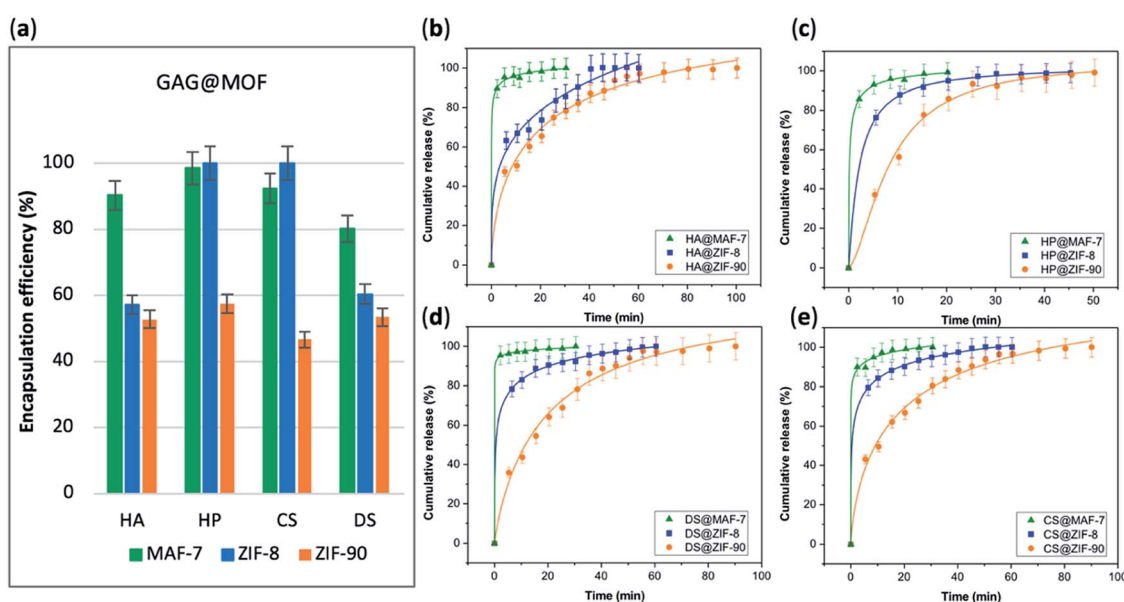 (a)
GAG@MOF
Encapsulation efficiency (%)
100
80
60
40
20
0
HA HP CS DS
MAF-7 ZIF-8 ZIF-90
(b)
Cumulative release (%)
120
100
80
60
40
20
0
HA@MAF-7
HA@ZIF-8
HA@ZIF-90
0 20 40 60 80 100
Time (min)
(c)
Cumulative release (%)
120
100
80
60
40
20
0
HP@MAF-7
HP@ZIF-8
HP@ZIF-90
0 10 20 30 40 50
Time (min)
(d)
Cumulative release (%)
120
100
80
60
40
20
0
DS@MAF-7
DS@ZIF-8
DS@ZIF-90
0 20 40 60 80 100
Time (min)
(e)
Cumulative release (%)
120
100
80
60
40
20
0
CS@MAF-7
CS@ZIF-8
CS@ZIF-90
0 20 40 60 80 100
Time (min)